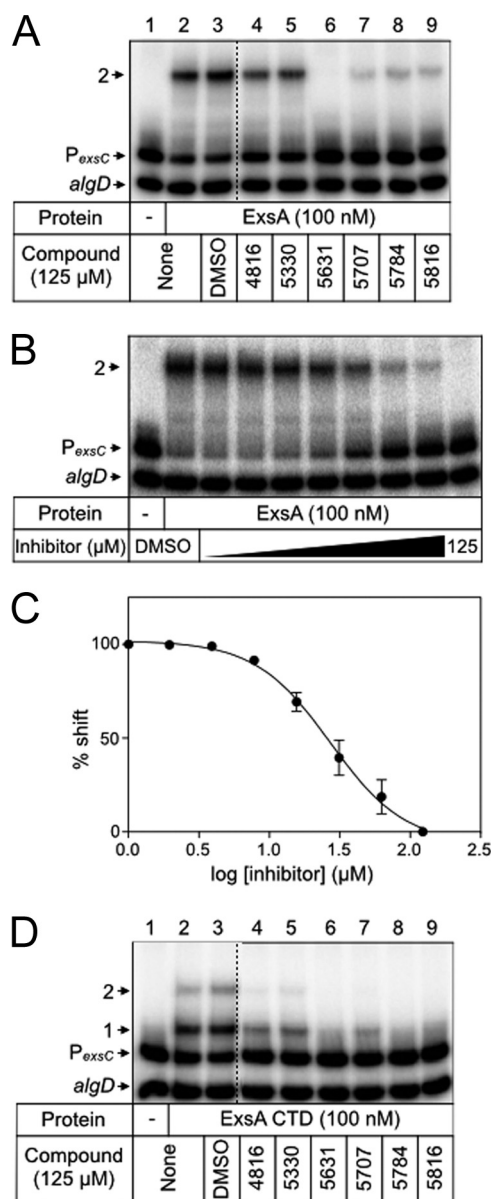 A
1 2 3 4 5 6 7 8 9
2
PexsC
algD
Protein - ExsA (100 nM)
Compound (125 µM) None DMSO 4816 5330 5631 5707 5784 5816
B
2
PexsC
algD
Protein - ExsA (100 nM)
Inhibitor (µM) DMSO 125
C
100
50
0
% shift
0.0 0.5 1.0 1.5 2.0 2.5
log [inhibitor] (µM)
D
1 2 3 4 5 6 7 8 9
2
1
PexsC
algD
Protein - ExsA CTD (100 nM)
Compound (125 µM) None DMSO 4816 5330 5631 5707 5784 5816